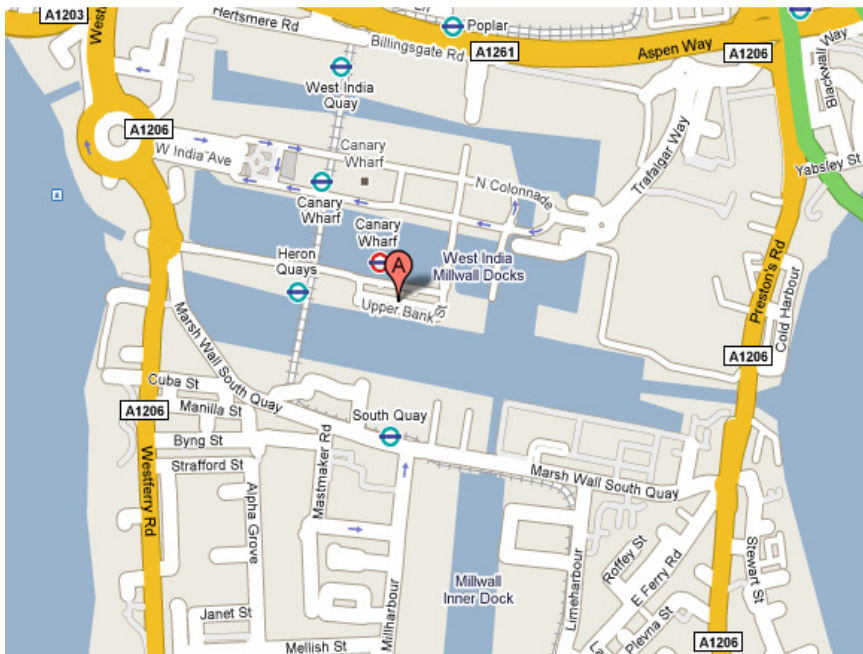 A1203
Hertsmere Rd
Poplar
Billingsgate Rd
A1261
Aspen Way
A1206
Blackwall Way
West India
Quay
A1206
W India Ave
Canary
Wharf
N Colonnade
Trafalgar Way
Yabsley St
Canary
Wharf
Canary
Wharf
Heron
Quays
A
West India
Millwall Docks
Upper Bank St
Preston's Rd
Cold Harbour
Marsh Wall South Quay
A1206
Cuba St
A1206
Manilla St
South Quay
Byng St
Strafford St
Westferry Rd
Alpha Grove
Mastmaker Rd
Marsh Wall South Quay
Roffey St
E Ferry Rd
Stewart St
Millwall
Inner Dock
Limeharbour
Millharbour
Janet St
Plevna St
Mellish St
A1206